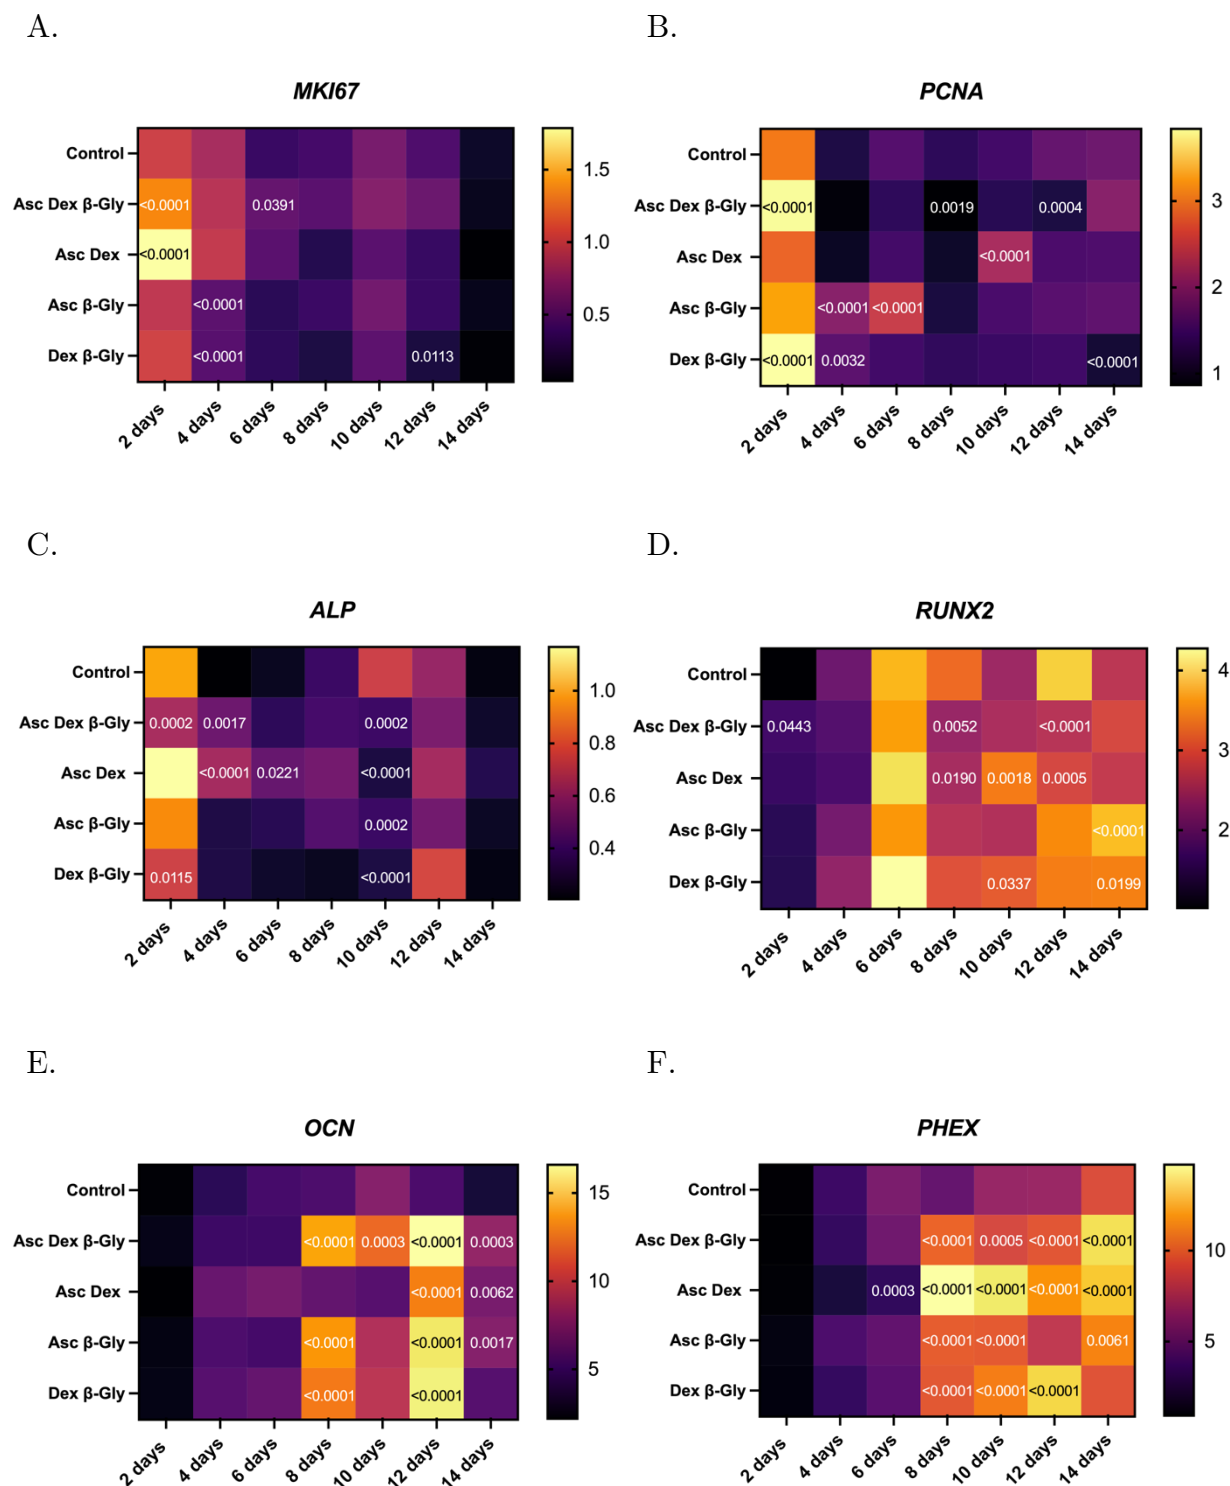 A.
MKI67
Control
Asc Dex β-Gly <0.0001 0.0391
Asc Dex <0.0001
Asc β-Gly <0.0001
Dex β-Gly <0.0001 0.0113
1.5
1.0
0.5
2 days 4 days 6 days 8 days 10 days 12 days 14 days
B.
PCNA
Control
Asc Dex β-Gly <0.0001 0.0019 0.0004
Asc Dex <0.0001
Asc β-Gly <0.0001 <0.0001
Dex β-Gly <0.0001 0.0032 <0.0001
3
2
1
2 days 4 days 6 days 8 days 10 days 12 days 14 days
C.
ALP
Control
Asc Dex β-Gly 0.0002 0.0017 0.0002
Asc Dex <0.0001 0.0221 <0.0001
Asc β-Gly 0.0002
Dex β-Gly 0.0115 <0.0001
1.0
0.8
0.6
0.4
2 days 4 days 6 days 8 days 10 days 12 days 14 days
D.
RUNX2
Control
Asc Dex β-Gly 0.0443 0.0052 <0.0001
Asc Dex 0.0190 0.0018 0.0005
Asc β-Gly <0.0001
Dex β-Gly 0.0337 0.0199
4
3
2
2 days 4 days 6 days 8 days 10 days 12 days 14 days
E.
OCN
Control
Asc Dex β-Gly <0.0001 0.0003 <0.0001 0.0003
Asc Dex <0.0001 0.0062
Asc β-Gly <0.0001 <0.0001 0.0017
Dex β-Gly <0.0001 <0.0001
15
10
5
2 days 4 days 6 days 8 days 10 days 12 days 14 days
F.
PHEX
Control
Asc Dex β-Gly <0.0001 0.0005 <0.0001 <0.0001
Asc Dex 0.0003 <0.0001 <0.0001 <0.0001 <0.0001
Asc β-Gly <0.0001 <0.0001 0.0061
Dex β-Gly <0.0001 <0.0001 <0.0001
10
5
2 days 4 days 6 days 8 days 10 days 12 days 14 days